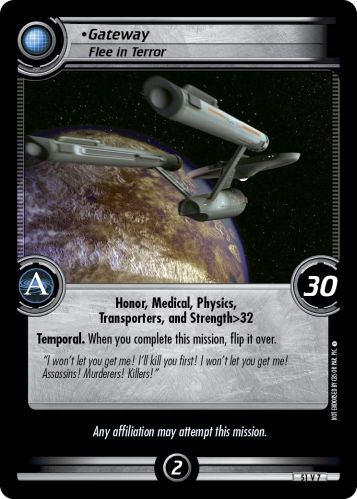 •Gateway
Flee in Terror
A
30
Honor, Medical, Physics,
Transporters, and Strength>32
Temporal. When you complete this mission, flip it over.
"I won't let you get me! I'll kill you first! I won't let you get me!
Assassins! Murderers! Killers!"
Any affiliation may attempt this mission.
2
51 V 7